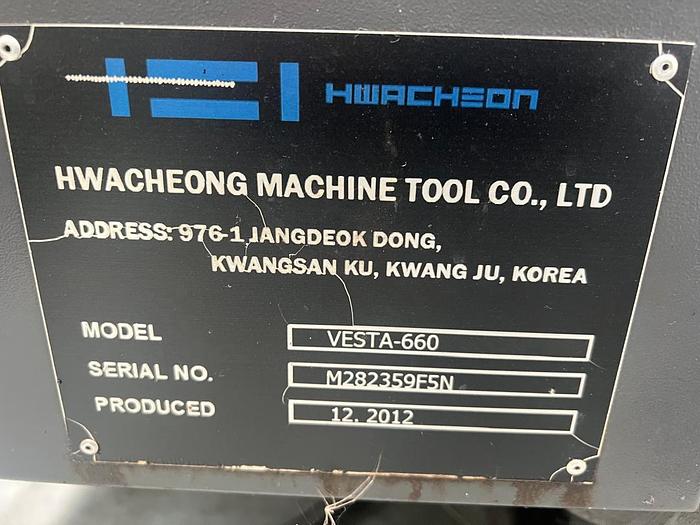 HWACHEON
HWACHEONG MACHINE TOOL CO., LTD
ADDRESS: 976-1 JANGDEOK DONG,
KWANGSAN KU, KWANG JU, KOREA
MODEL VESTA-660
SERIAL NO. M282359F5N
PRODUCED 12. 2012